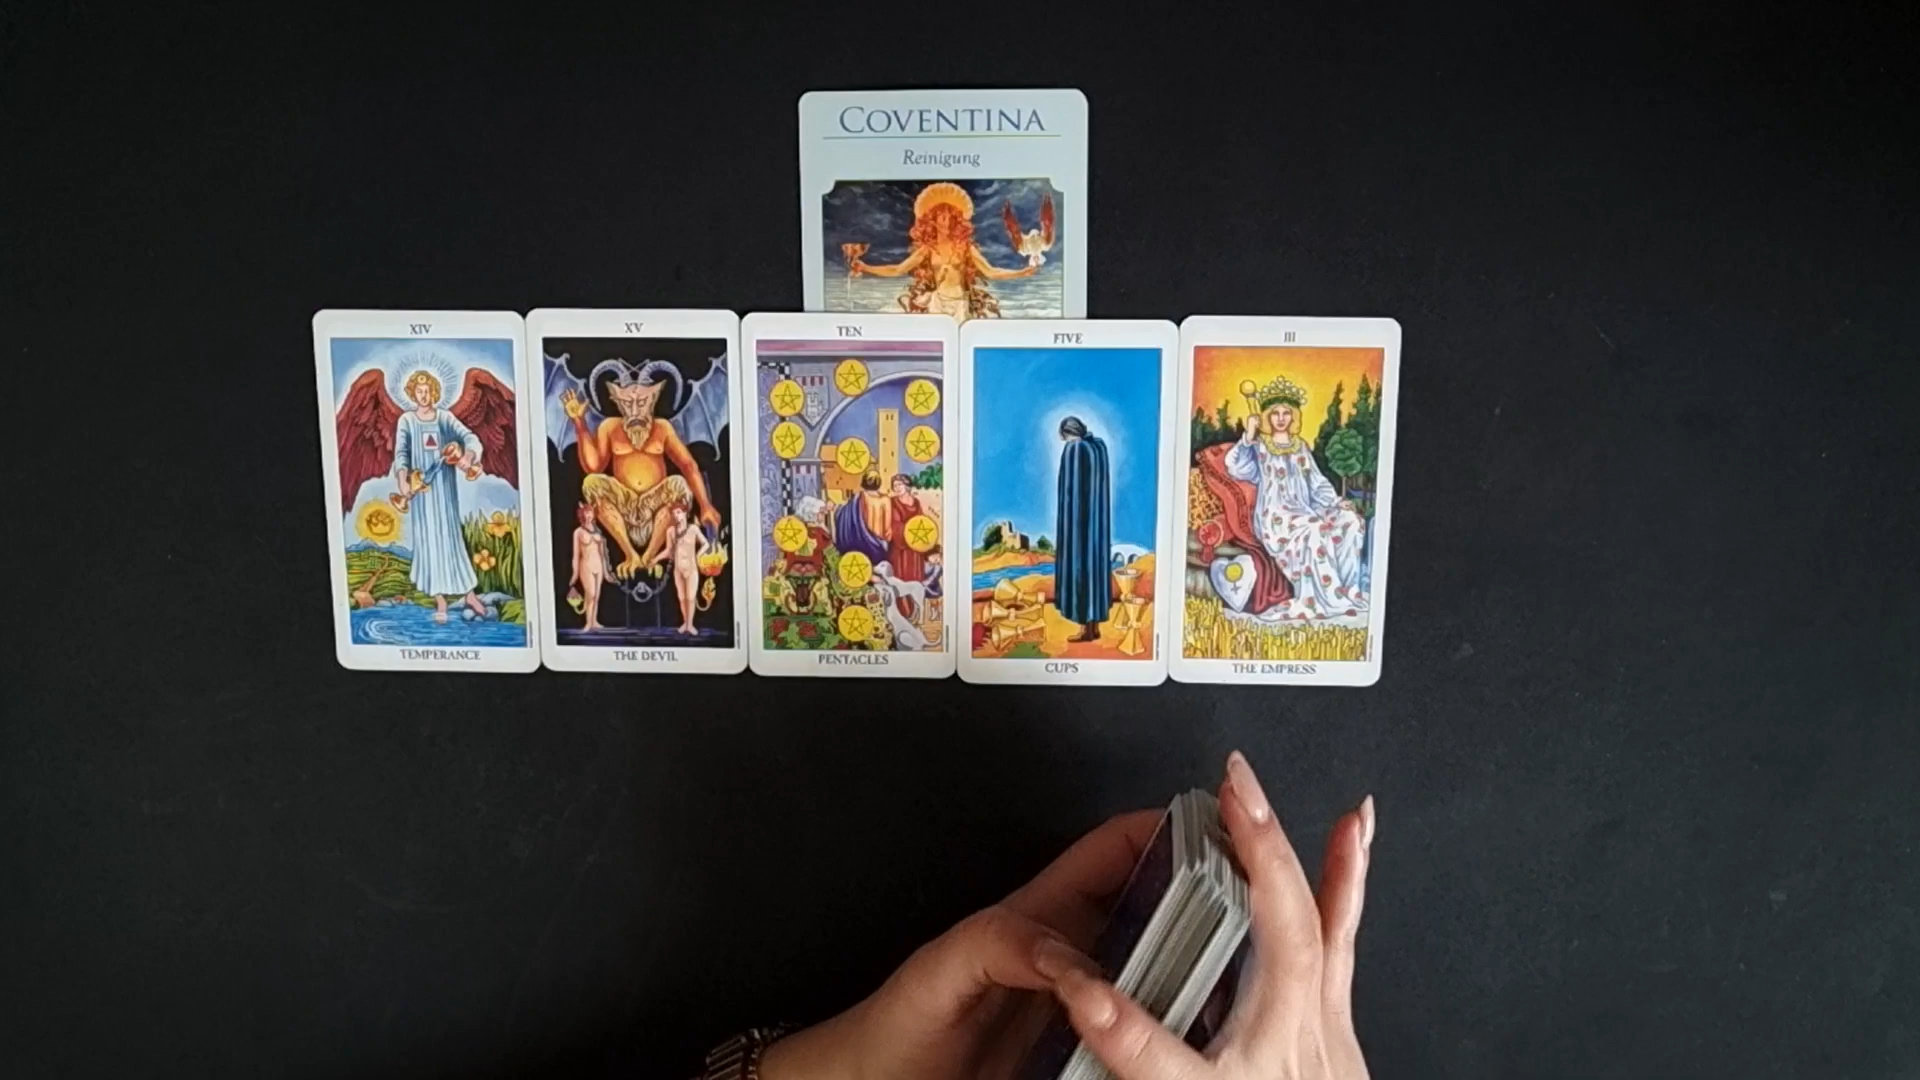 COVENTINA
Reinigung
XIV
TEMPERANCE
XV
THE DEVIL
TEN
PENTACLES
FIVE
CUPS
III
THE EMPRESS